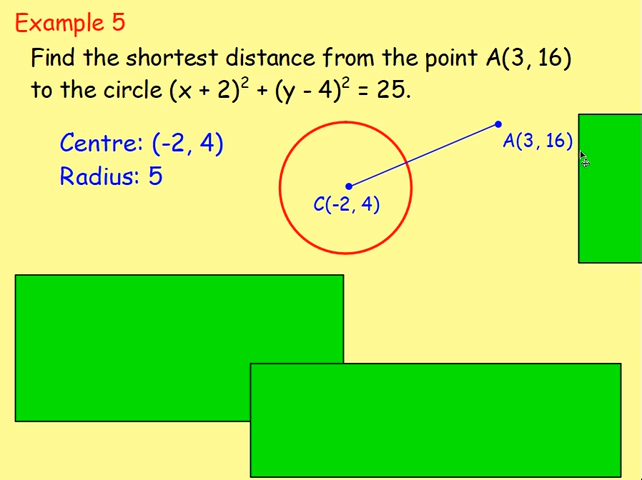 Example 5
Find the shortest distance from the point A(3, 16)
to the circle (x + 2)² + (y - 4)² = 25.
Centre: (-2, 4)
Radius: 5
A(3, 16)
C(-2, 4)